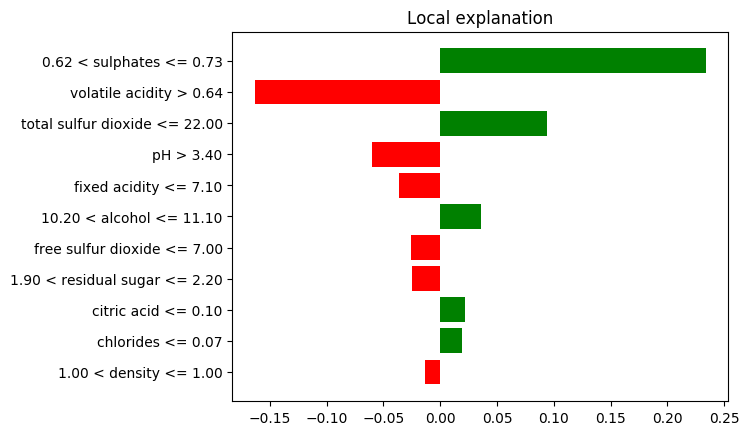 Local explanation
0.62 < sulphates <= 0.73
volatile acidity > 0.64
total sulfur dioxide <= 22.00
pH > 3.40
fixed acidity <= 7.10
10.20 < alcohol <= 11.10
free sulfur dioxide <= 7.00
1.90 < residual sugar <= 2.20
citric acid <= 0.10
chlorides <= 0.07
1.00 < density <= 1.00
−0.15 −0.10 −0.05 0.00 0.05 0.10 0.15 0.20 0.25